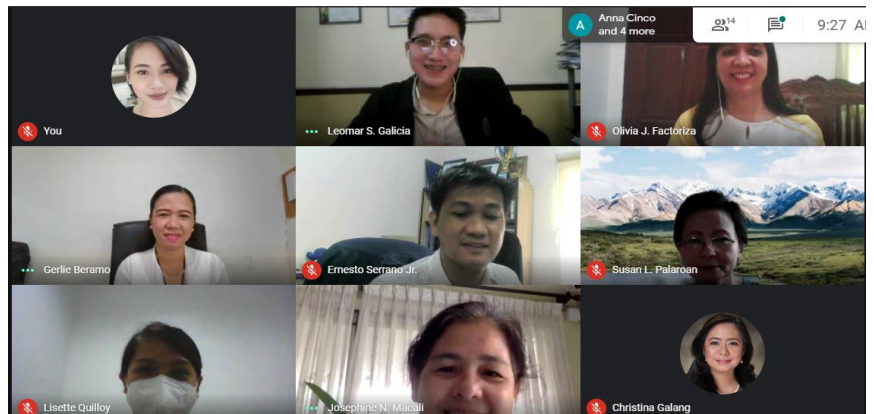 A
Anna Cinco
and 4 more
14
9:27 A
You
Leomar S. Galicia
Olivia J. Factoriza
Gerlie Beramo
Ernesto Serrano Jr.
Susan L. Palaroan
Lisette Quilloy
Josephine N. Macali
Christina Galang